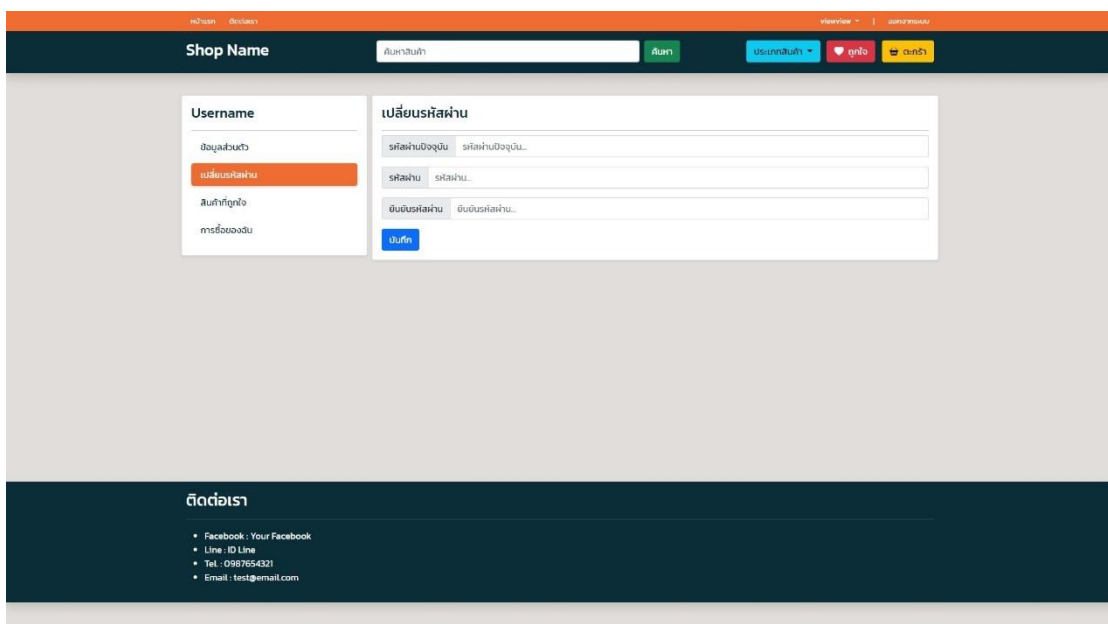 หน้าแรก ติดต่อเรา viewview | ออกจากระบบ
Shop Name ค้นหาสินค้า ค้นหา ประเภทสินค้า ถูกใจ ตะกร้า
Username
ข้อมูลส่วนตัว
เปลี่ยนรหัสผ่าน
สินค้าที่ถูกใจ
การซื้อของฉัน
เปลี่ยนรหัสผ่าน
รหัสผ่านปัจจุบัน รหัสผ่านปัจจุบัน...
รหัสผ่าน รหัสผ่าน...
ยืนยันรหัสผ่าน ยืนยันรหัสผ่าน...
บันทึก
ติดต่อเรา
• Facebook : Your Facebook
• Line : ID Line
• Tel. : 0987654321
• Email : test@email.com